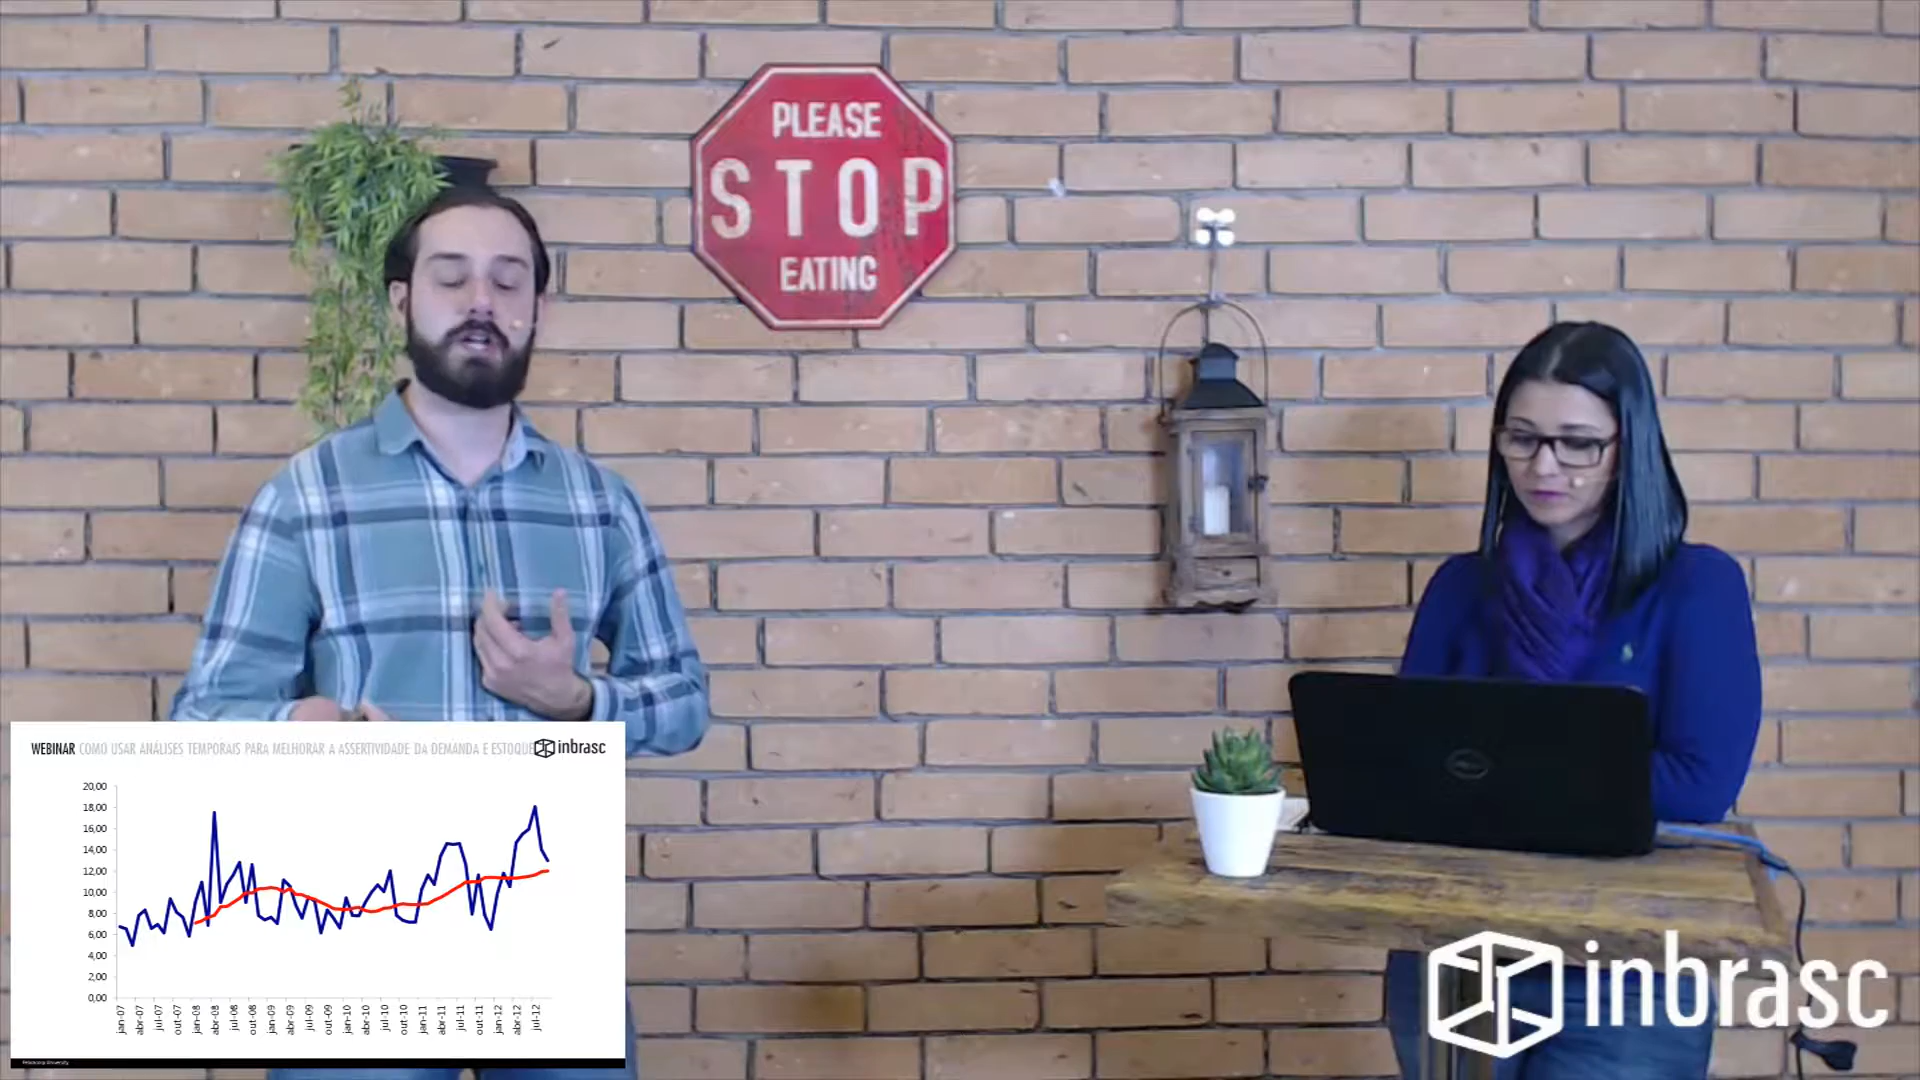 PLEASE
STOP
EATING
WEBINAR COMO USAR ANÁLISES TEMPORAIS PARA MELHORAR A ASSERTIVIDADE DA DEMANDA E ESTOQUE
inbrasc
20,00
18,00
16,00
14,00
12,00
10,00
8,00
6,00
4,00
2,00
0,00
jan-07
abr-07
jul-07
out-07
jan-08
abr-08
jul-08
out-08
jan-09
abr-09
jul-09
out-09
jan-10
abr-10
jul-10
out-10
jan-11
abr-11
jul-11
out-11
jan-12
abr-12
jul-12
inbrasc